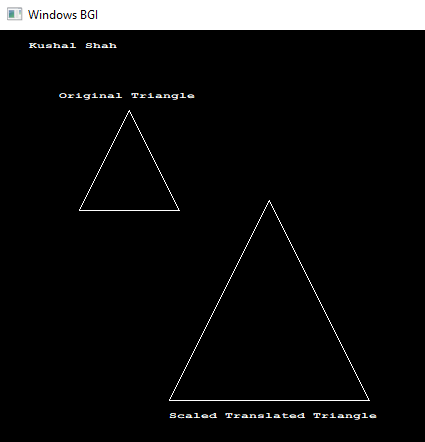 Windows BGI
Kushal Shah
Original Triangle
Scaled Translated Triangle